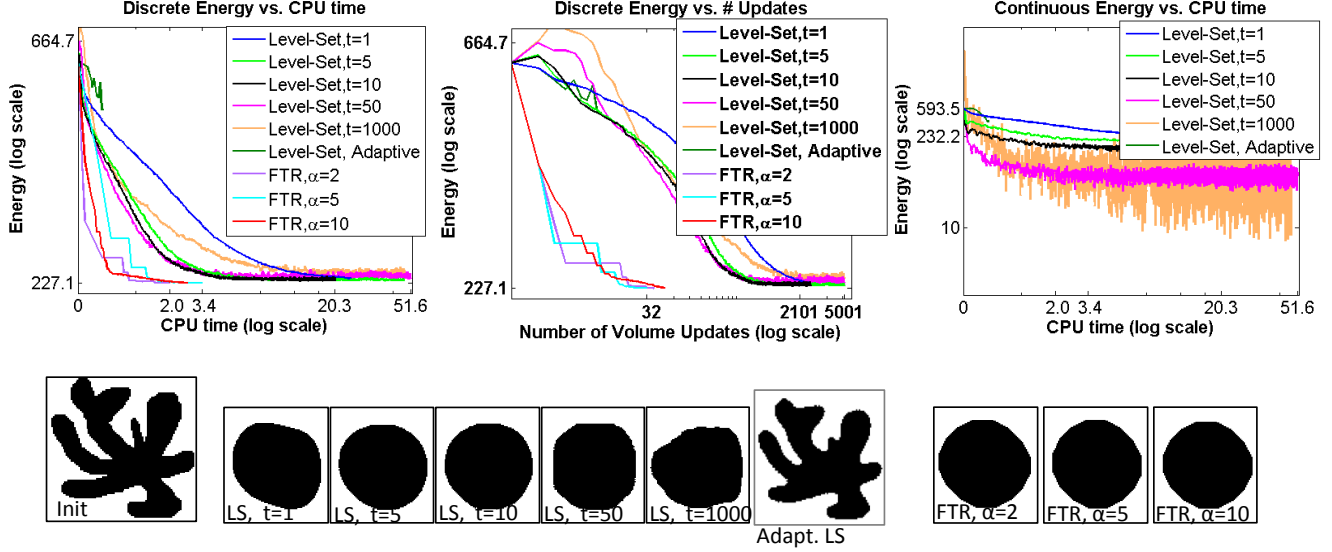 Discrete Energy vs. CPU time
Energy (log scale)
664.7
227.1
Level-Set,t=1
Level-Set,t=5
Level-Set,t=10
Level-Set,t=50
Level-Set,t=1000
Level-Set, Adaptive
FTR,α=2
FTR,α=5
FTR,α=10
0 2.0 3.4 20.3 51.6
CPU time (log scale)
Discrete Energy vs. # Updates
Energy (log scale)
664.7
227.1
Level-Set,t=1
Level-Set,t=5
Level-Set,t=10
Level-Set,t=50
Level-Set,t=1000
Level-Set, Adaptive
FTR,α=2
FTR,α=5
FTR,α=10
32 2101 5001
Number of Volume Updates (log scale)
Continuous Energy vs. CPU time
Energy (log scale)
593.5
232.2
10
Level-Set,t=1
Level-Set,t=5
Level-Set,t=10
Level-Set,t=50
Level-Set,t=1000
Level-Set, Adaptive
0 2.0 3.4 20.3 51.6
CPU time (log scale)
Init
LS, t=1
LS, t=5
LS, t=10
LS, t=50
LS, t=1000
Adapt. LS
FTR, α=2
FTR, α=5
FTR, α=10